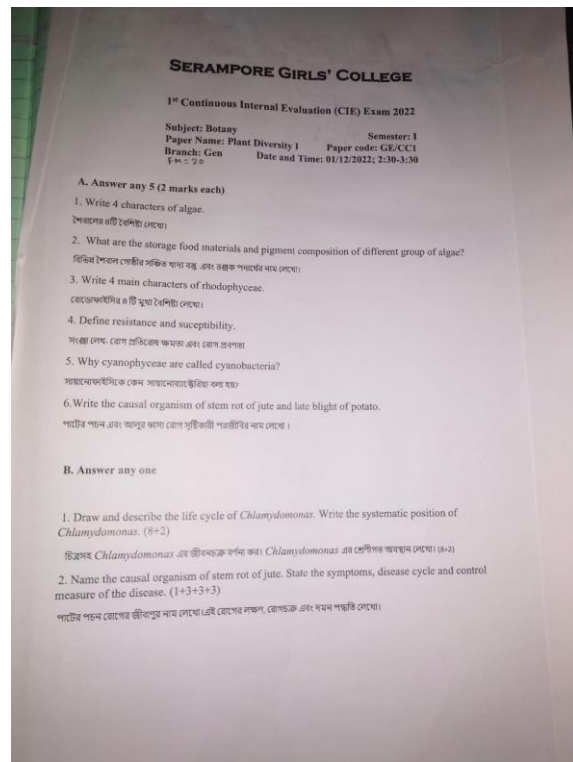 SERAMPORE GIRLS' COLLEGE
1st Continuous Internal Evaluation (CIE) Exam 2022
Subject: Botany
Semester: I
Paper Name: Plant Diversity I Paper code: GE/CC1
Branch: Gen Date and Time: 01/12/2022; 2:30-3:30
FM = 20
A. Answer any 5 (2 marks each)
1. Write 4 characters of algae.
শৈবালের ৪টি বৈশিষ্ট্য লেখো।
2. What are the storage food materials and pigment composition of different group of algae?
বিভিন্ন শৈবাল গোষ্ঠীর সঞ্চিত খাদ্য বস্তু এবং রঞ্জক পদার্থের নাম লেখো।
3. Write 4 main characters of rhodophyceae.
রোডোফাইসির ৪ টি মুখ্য বৈশিষ্ট্য লেখো।
4. Define resistance and suceptibility.
সংজ্ঞা লেখ- রোগ প্রতিরোধ ক্ষমতা এবং রোগ প্রবণতা
5. Why cyanophyceae are called cyanobacteria?
সায়ানোফাইসিকে কেন সায়ানোব্যাক্টেরিয়া বলা হয়?
6.Write the causal organism of stem rot of jute and late blight of potato.
পাটের পচন এবং আলুর ধ্বসা রোগ সৃষ্টিকারী পরজীবির নাম লেখো ।
B. Answer any one
1. Draw and describe the life cycle of Chlamydomonas. Write the systematic position of
Chlamydomonas. (8+2)
চিত্রসহ Chlamydomonas এর জীবনচক্র বর্ণনা কর। Chlamydomonas এর শ্রেণীগত অবস্থান লেখো। (৮+২)
2. Name the causal organism of stem rot of jute. State the symptoms, disease cycle and control
measure of the disease. (1+3+3+3)
পাটের পচন রোগের জীবাণুর নাম লেখো।এই রোগের লক্ষণ, রোগচক্র এবং দমন পদ্ধতি লেখো।